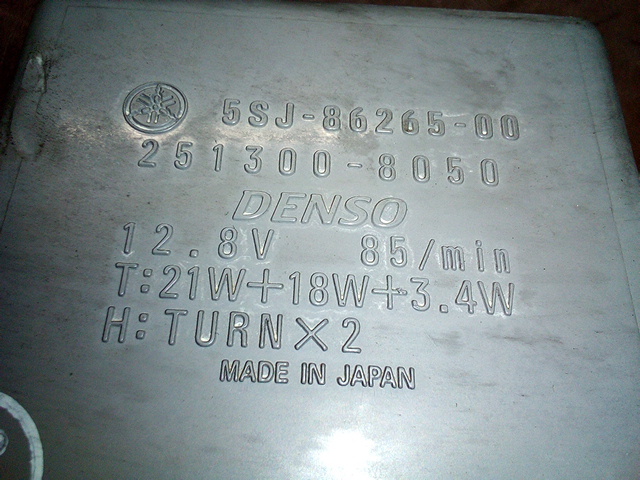 5SJ-86265-00
251300-8050
DENSO
12.8V 85/min
T:21W+18W+3.4W
H:TURN×2
MADE IN JAPAN